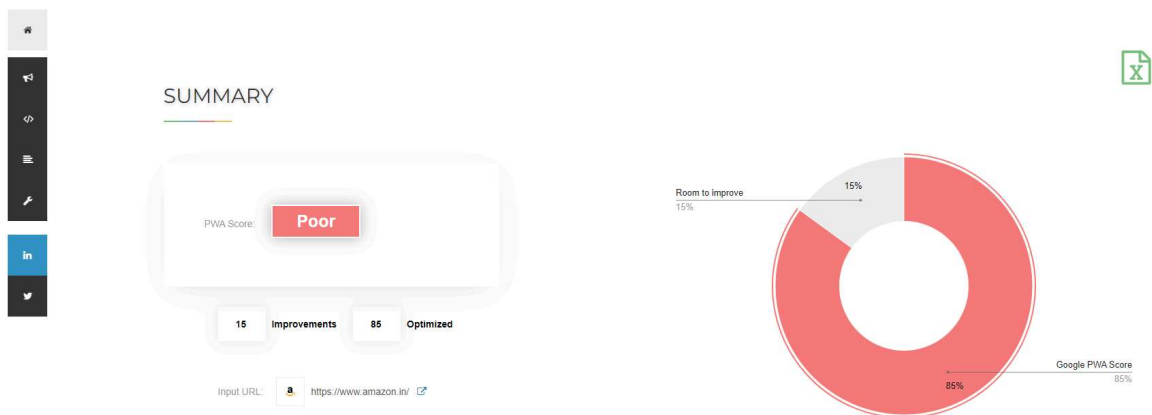 SUMMARY
PWA Score: Poor
15 Improvements 85 Optimized
Input URL: a https://www.amazon.in/
X
in
Room to improve
15%
15%
Google PWA Score
85%
85%